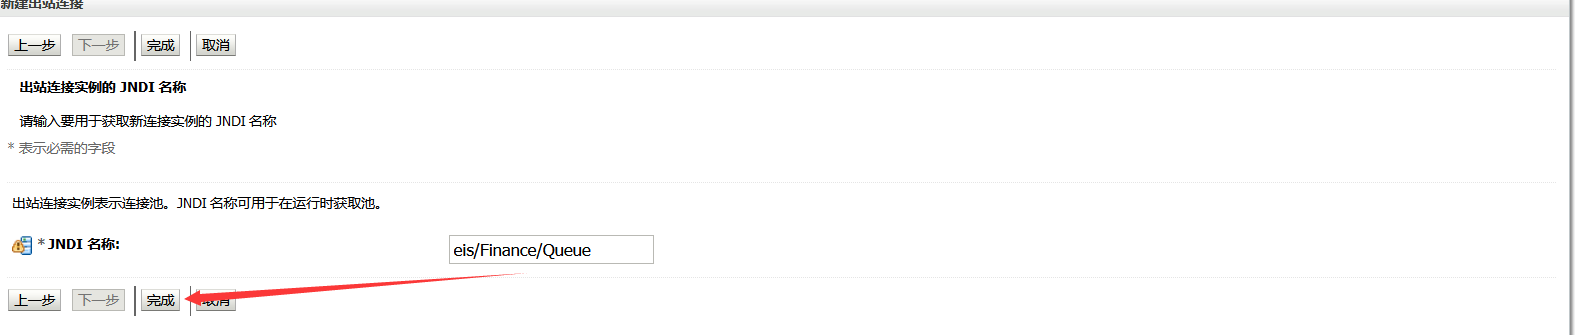 新建出站连接
上一步 下一步 完成 取消
出站连接实例的 JNDI 名称
请输入要用于获取新连接实例的 JNDI 名称
* 表示必需的字段
出站连接实例表示连接池。JNDI 名称可用于在运行时获取池。
* JNDI 名称: eis/Finance/Queue
上一步 下一步 完成 取消